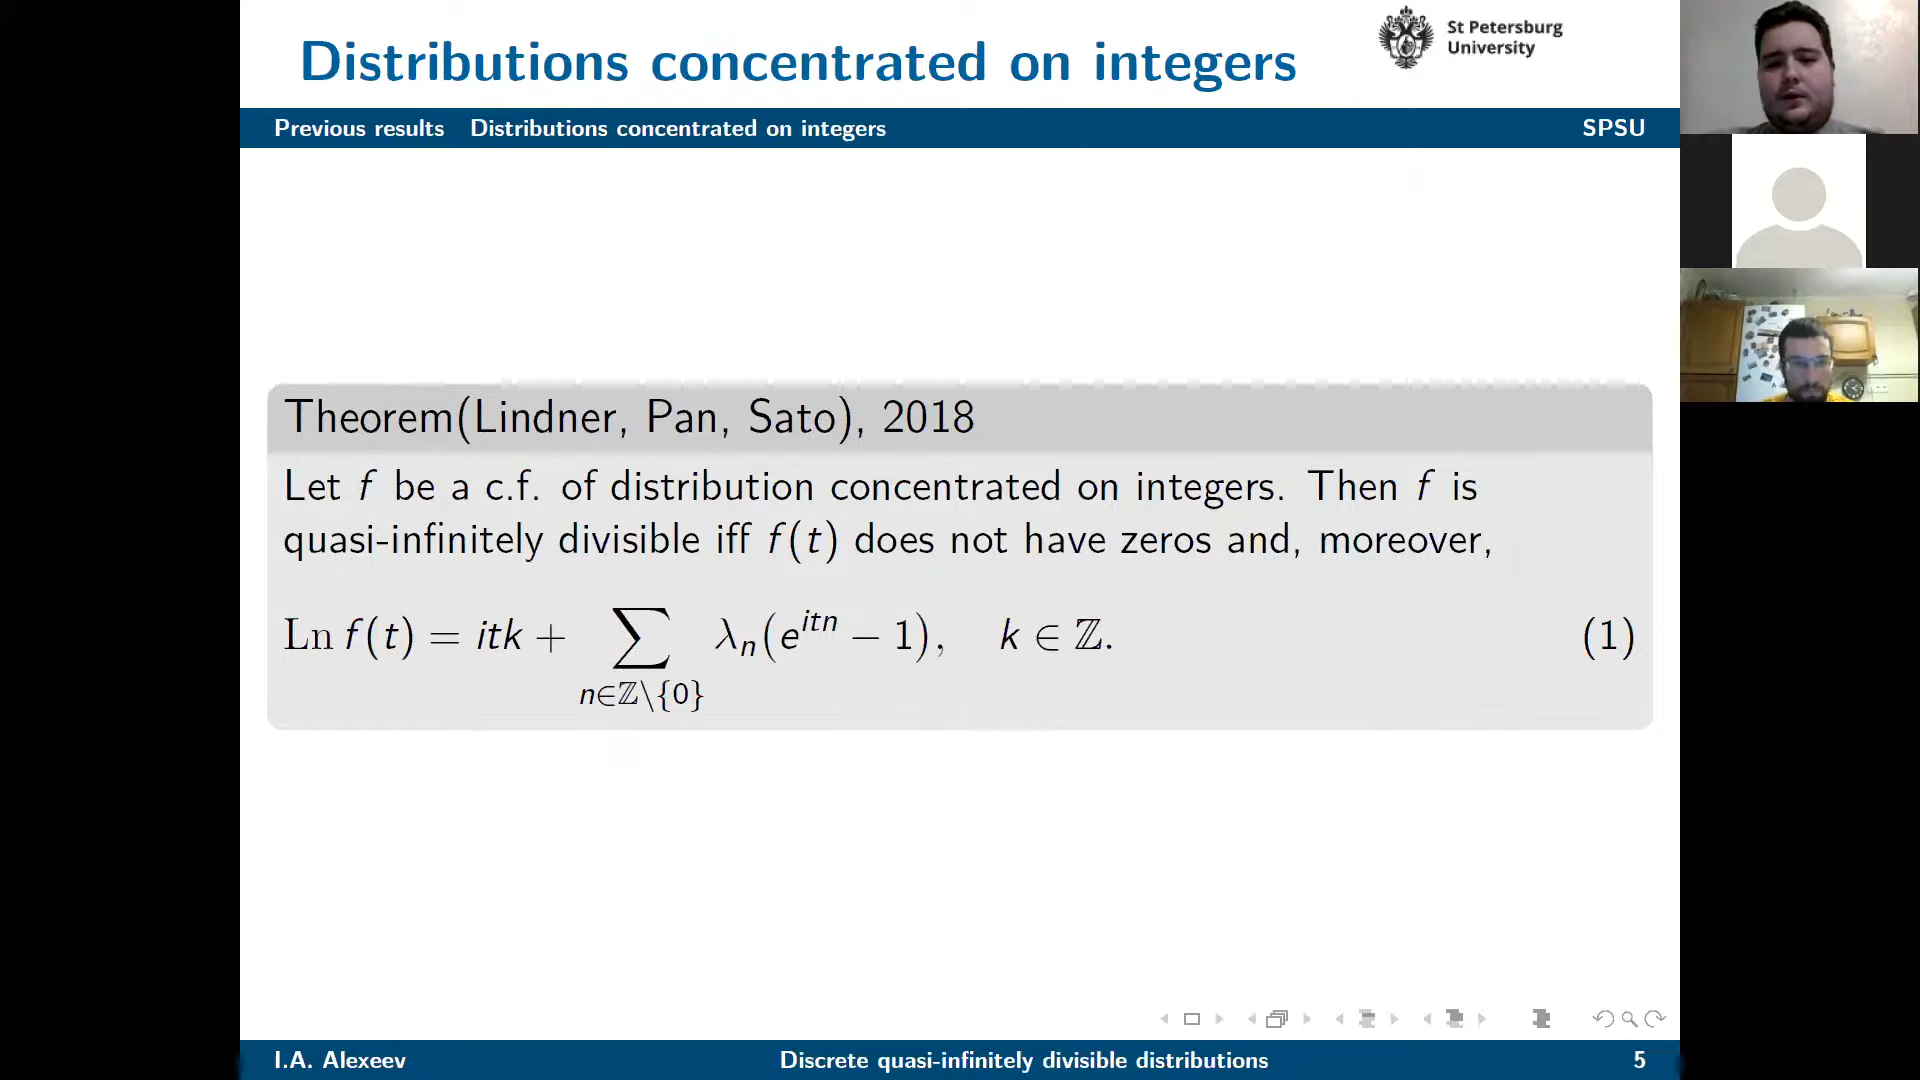 Distributions concentrated on integers
St Petersburg
University
Previous results Distributions concentrated on integers SPSU
Theorem(Lindner, Pan, Sato), 2018
Let f be a c.f. of distribution concentrated on integers. Then f is
quasi-infinitely divisible iff f(t) does not have zeros and, moreover,
Ln f(t) = itk + ∑_{n∈ℤ\{0}} λ_n(e^{itn} − 1), k ∈ ℤ. (1)
I.A. Alexeev Discrete quasi-infinitely divisible distributions 5